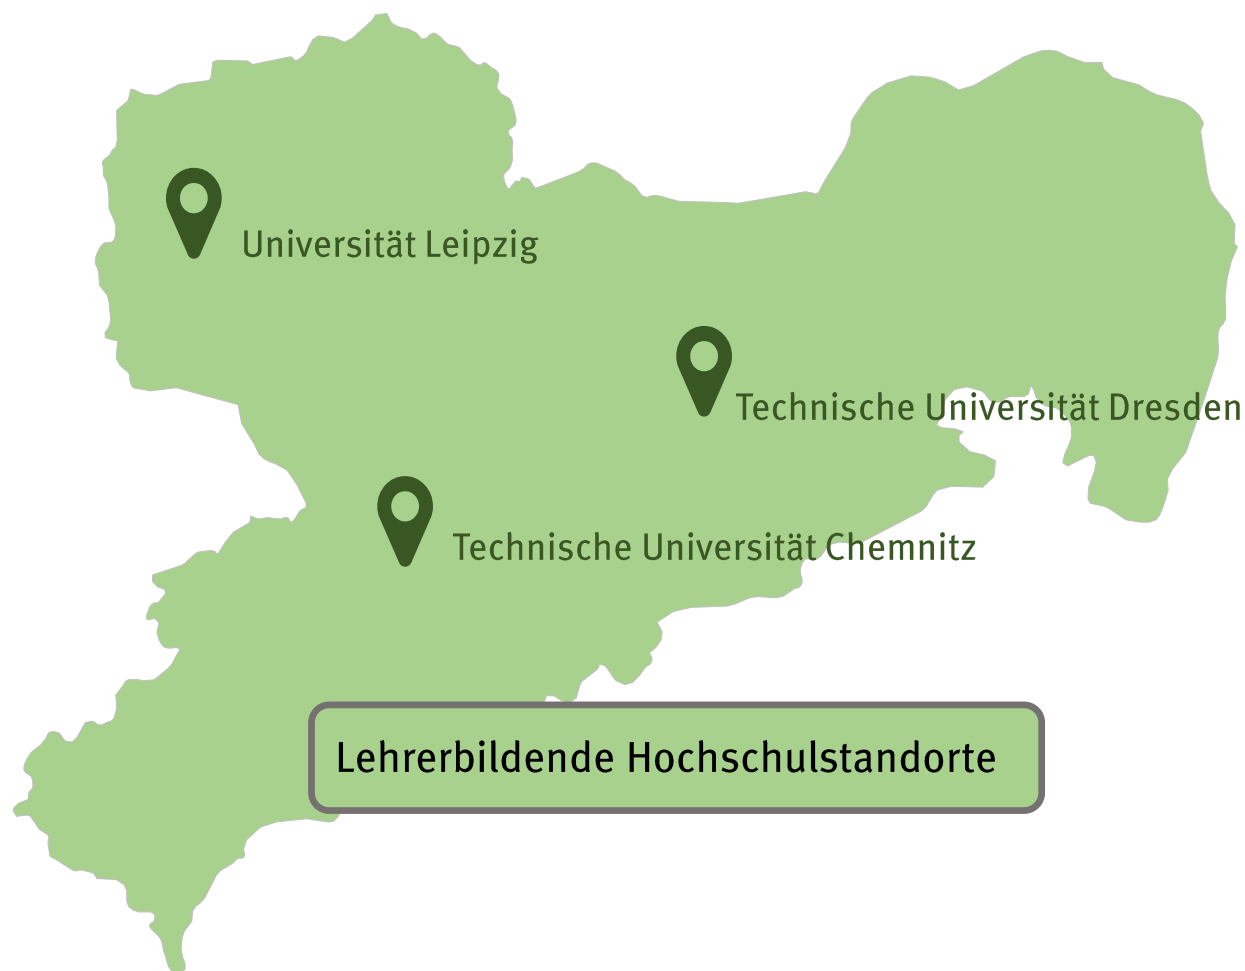 Universität Leipzig
Technische Universität Dresden
Technische Universität Chemnitz
Lehrerbildende Hochschulstandorte